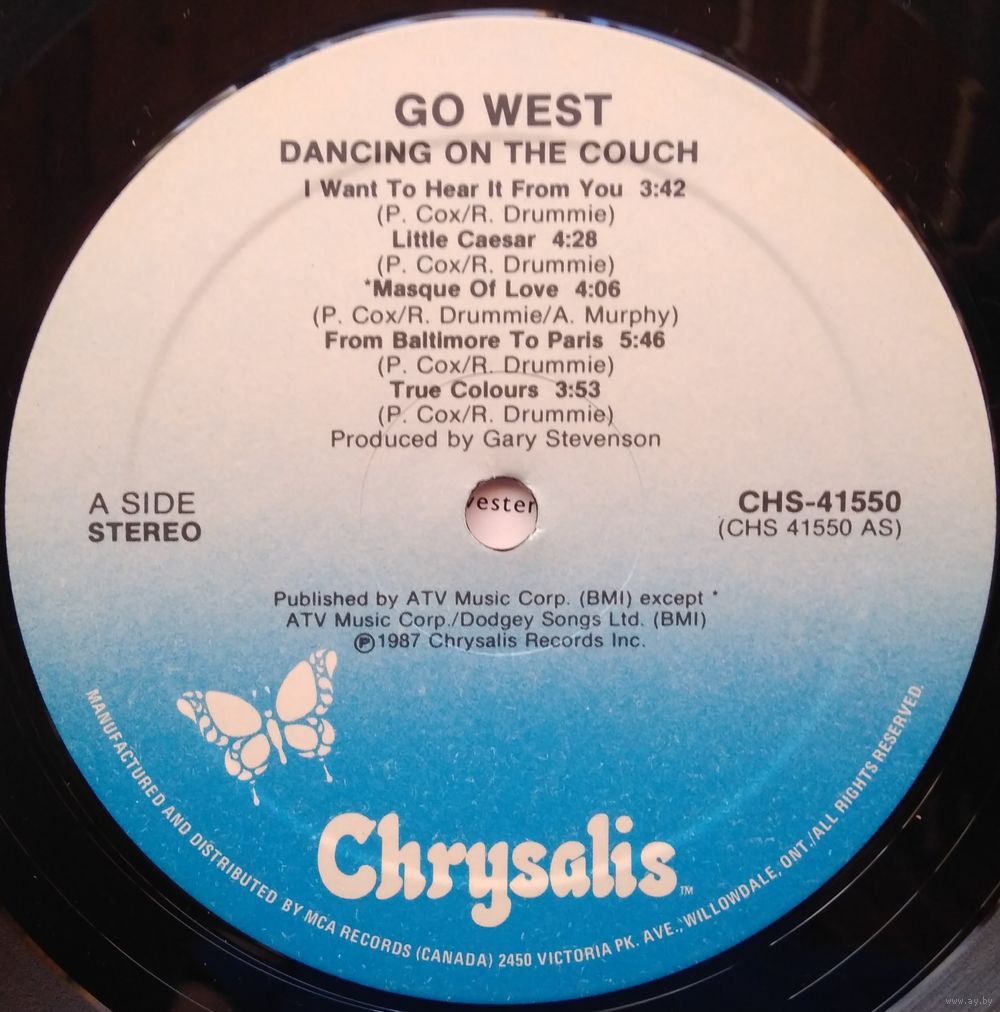 GO WEST
DANCING ON THE COUCH
I Want To Hear It From You 3:42
(P. Cox/R. Drummie)
Little Caesar 4:28
(P. Cox/R. Drummie)
*Masque Of Love 4:06
(P. Cox/R. Drummie/A. Murphy)
From Baltimore To Paris 5:46
(P. Cox/R. Drummie)
True Colours 3:53
(P. Cox/R. Drummie)
Produced by Gary Stevenson
A SIDE
STEREO
vester
CHS-41550
(CHS 41550 AS)
Published by ATV Music Corp. (BMI) except *
ATV Music Corp./Dodgey Songs Ltd. (BMI)
℗1987 Chrysalis Records Inc.
Chrysalis™
MANUFACTURED AND DISTRIBUTED BY MCA RECORDS (CANADA) 2450 VICTORIA PK. AVE., WILLOWDALE, ONT./ALL RIGHTS RESERVED.
www.ay.by